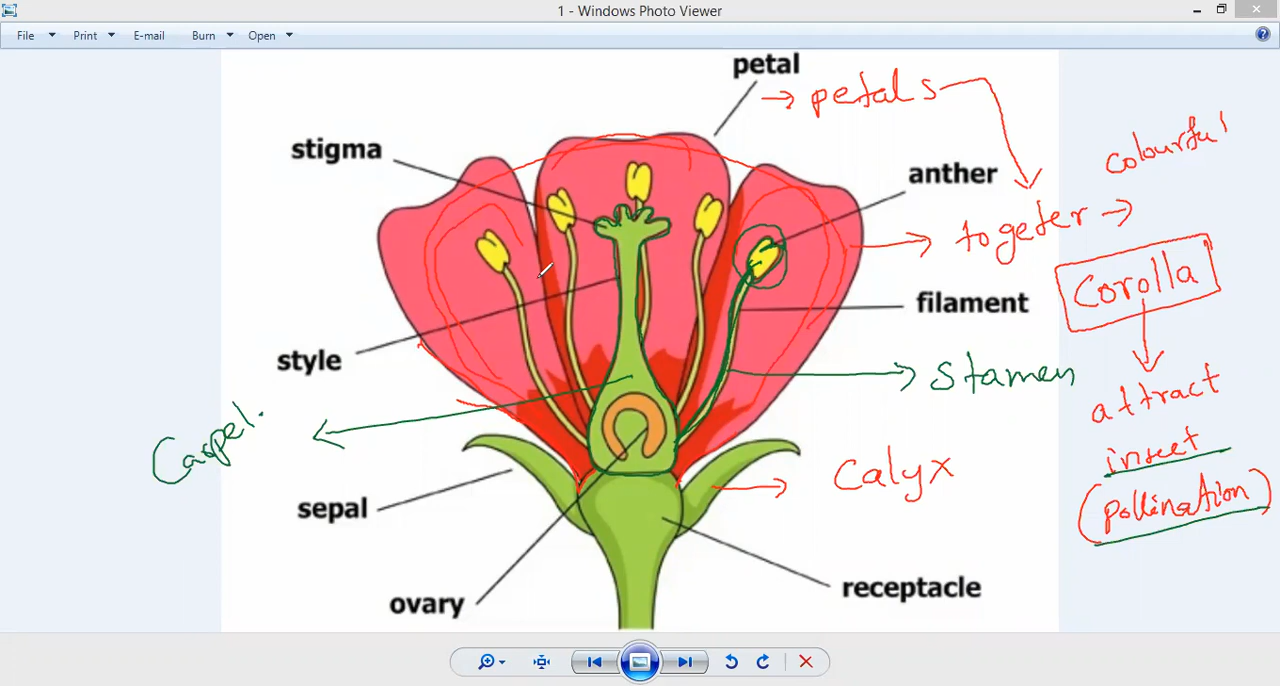 1 - Windows Photo Viewer
File Print E-mail Burn Open
petal
→ petals
colourful
stigma
anther
togeter →
Corolla
filament
style
stamen
attract
Carpel.
insect
calyx
(pollination)
sepal
receptacle
ovary